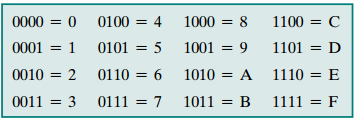 0000 = 0 0100 = 4 1000 = 8 1100 = C
0001 = 1 0101 = 5 1001 = 9 1101 = D
0010 = 2 0110 = 6 1010 = A 1110 = E
0011 = 3 0111 = 7 1011 = B 1111 = F